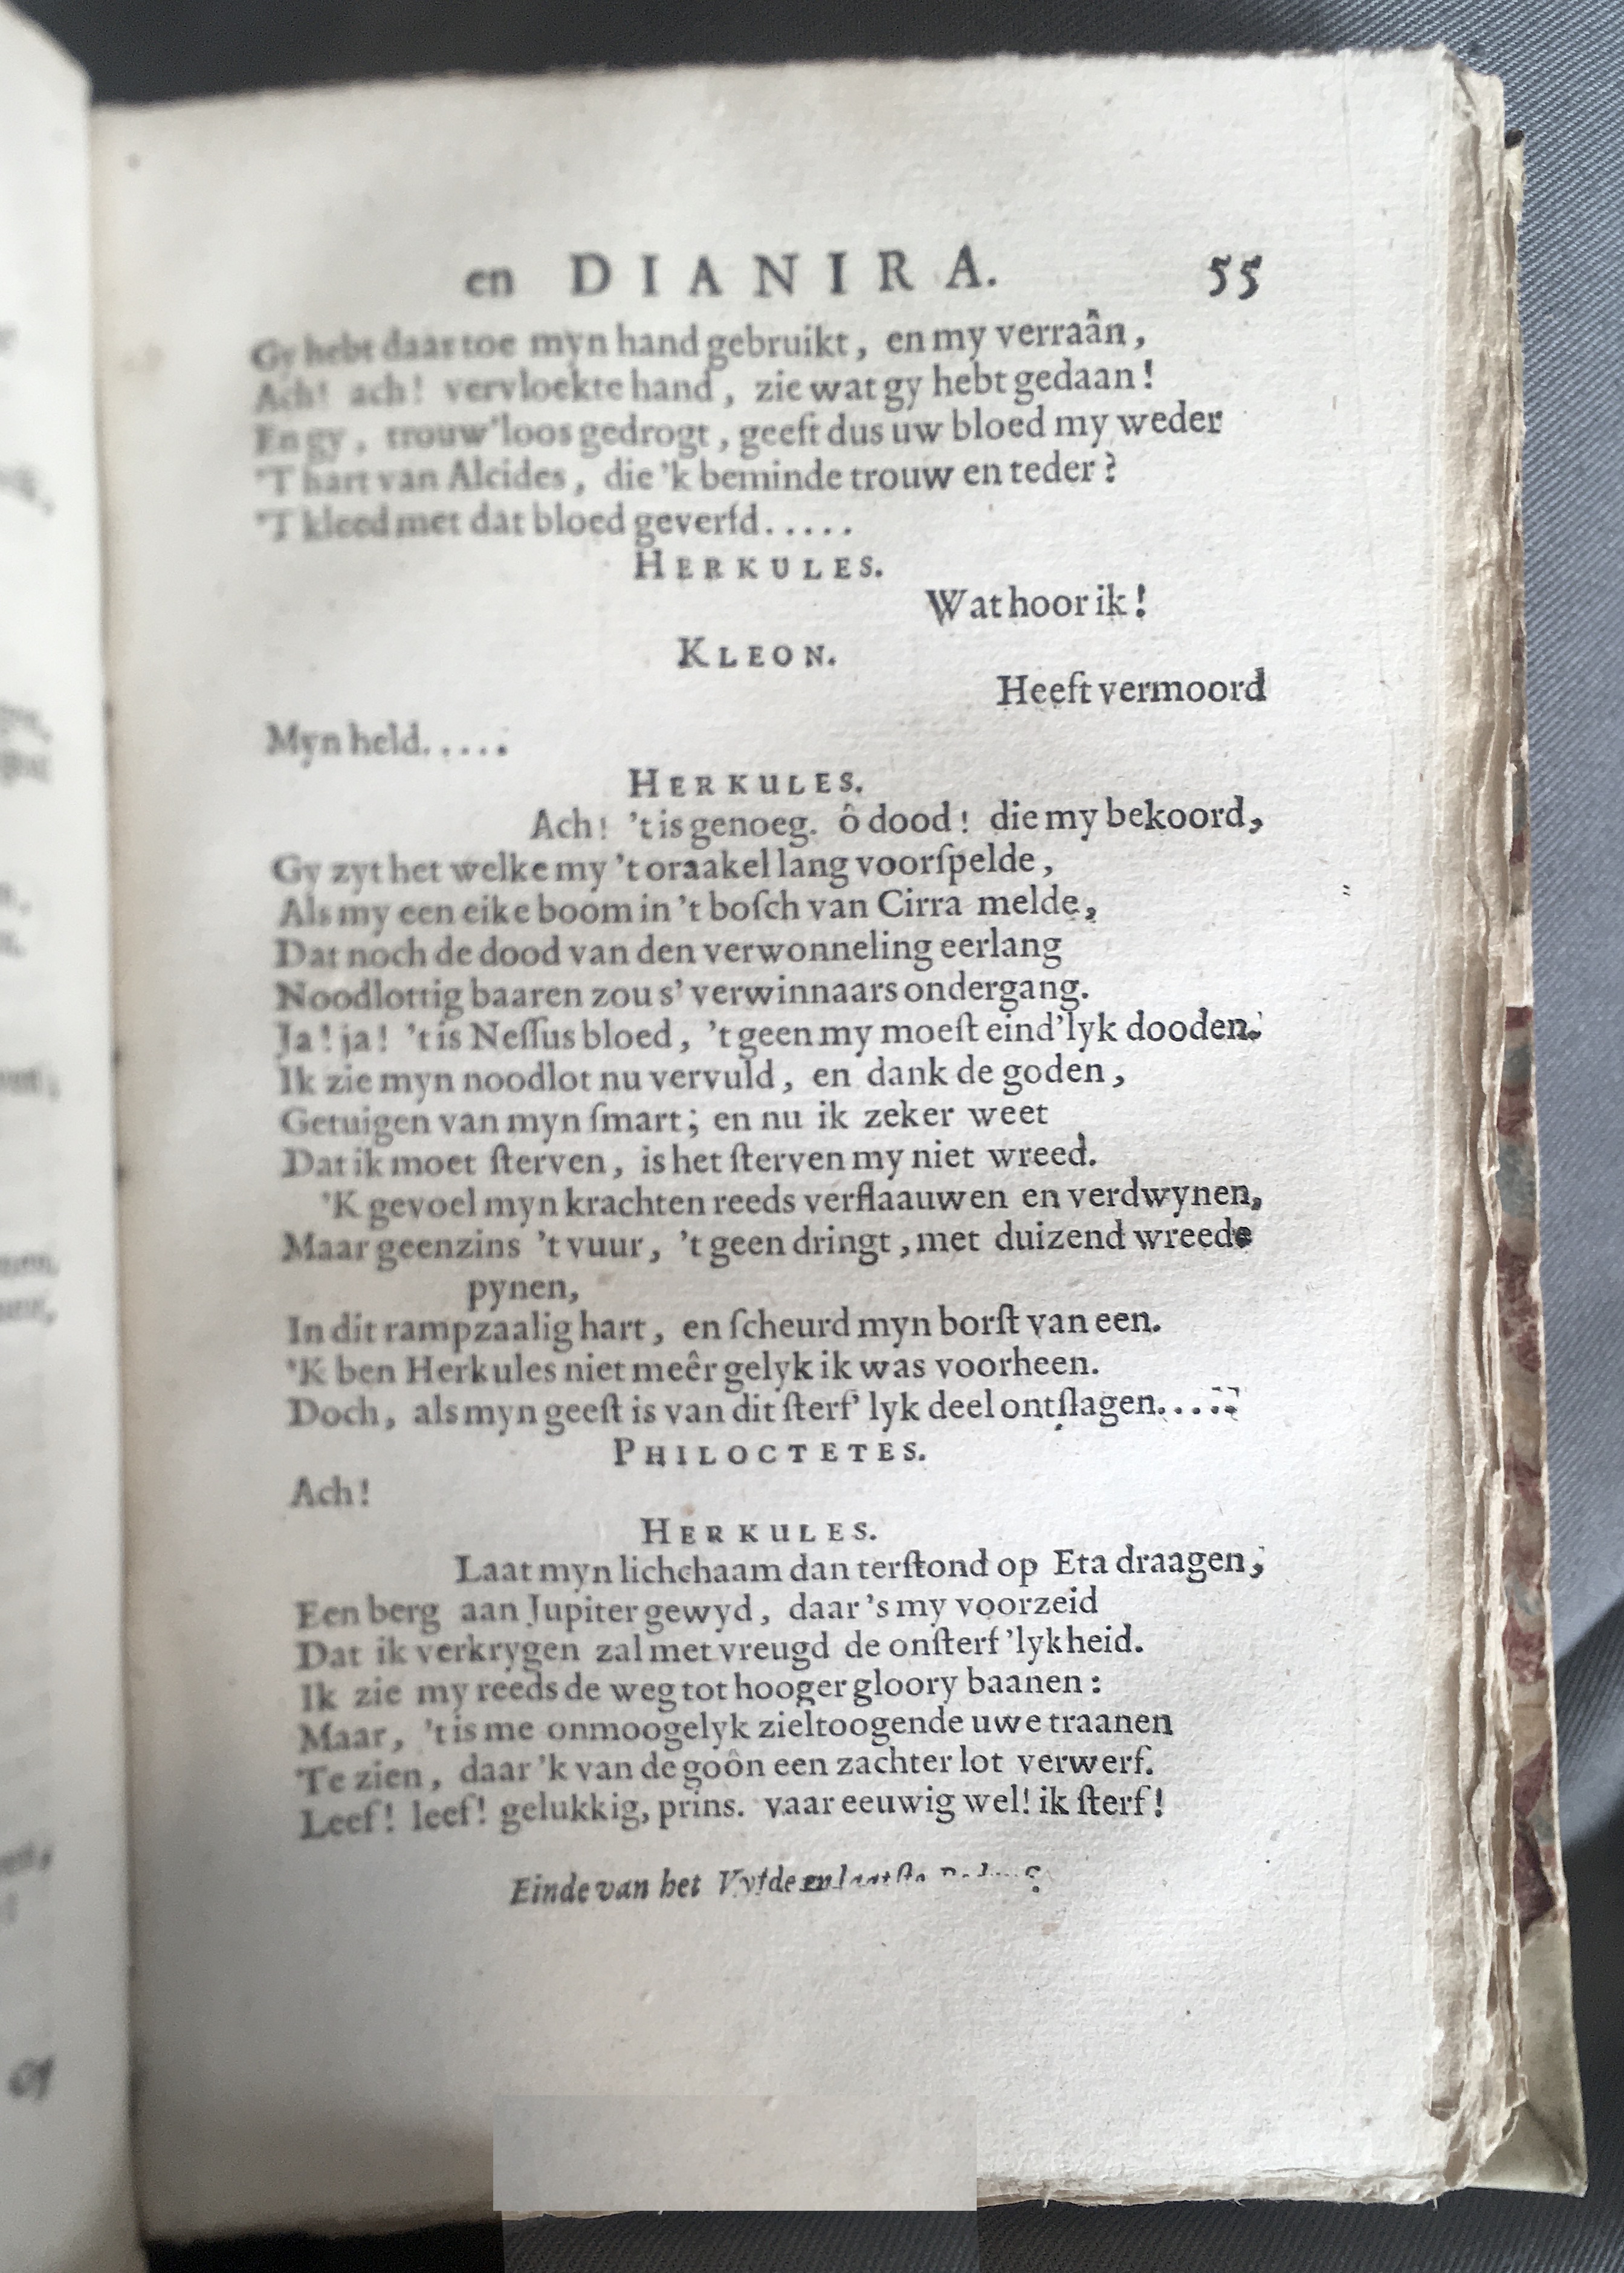 en DIANIRA. 55
Gy hebt daar toe myn hand gebruikt, en my verraân,
Ach! ach! vervloekte hand, zie wat gy hebt gedaan!
En gy, trouw'loos gedrogt, geeft dus uw bloed my weder
'T hart van Alcides, die 'k beminde trouw en teder?
'T kleed met dat bloed geverfd.....
HERKULES.
Wat hoor ik!
KLEON.
Heeft vermoord
Myn held.....
HERKULES.
Ach! 't is genoeg. ô dood! die my bekoord,
Gy zyt het welke my 't oraakel lang voorſpelde,
Als my een eike boom in 't boſch van Cirra melde,
Dat noch de dood van den verwonneling eerlang
Noodlottig baaren zou s' verwinnaars ondergang.
Ja! ja! 't is Neſſus bloed, 't geen my moeſt eind'lyk dooden.
Ik zie myn noodlot nu vervuld, en dank de goden,
Getuigen van myn ſmart; en nu ik zeker weet
Dat ik moet ſterven, is het ſterven my niet wreed.
'K gevoel myn krachten reeds verflaauwen en verdwynen,
Maar geenzins 't vuur, 't geen dringt, met duizend wreede
pynen,
In dit rampzaalig hart, en ſcheurd myn borſt van een.
'K ben Herkules niet meêr gelyk ik was voorheen.
Doch, als myn geeſt is van dit ſterf'lyk deel ontſlagen.....
PHILOCTETES.
Ach!
HERKULES.
Laat myn lichchaam dan terſtond op Eta draagen,
Een berg aan Jupiter gewyd, daar 's my voorzeid
Dat ik verkrygen zal met vreugd de onſterf'lykheid.
Ik zie my reeds de weg tot hooger gloory baanen:
Maar, 't is me onmoogelyk zieltoogende uwe traanen
Te zien, daar 'k van de goôn een zachter lot verwerf.
Leef! leef! gelukkig, prins. vaar eeuwig wel! ik ſterf!
Einde van het Vyfde en laatſte